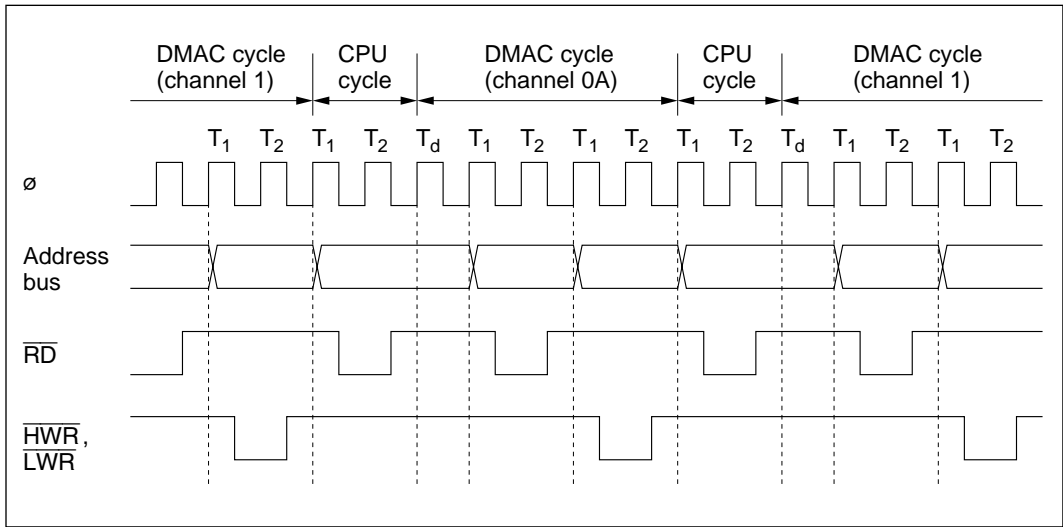 DMAC cycle (channel 1)
CPU cycle
DMAC cycle (channel 0A)
CPU cycle
DMAC cycle (channel 1)
T1 T2 T1 T2 Td T1 T2 T1 T2 T1 T2 Td T1 T2 T1 T2
ø
Address bus
RD
HWR,
LWR